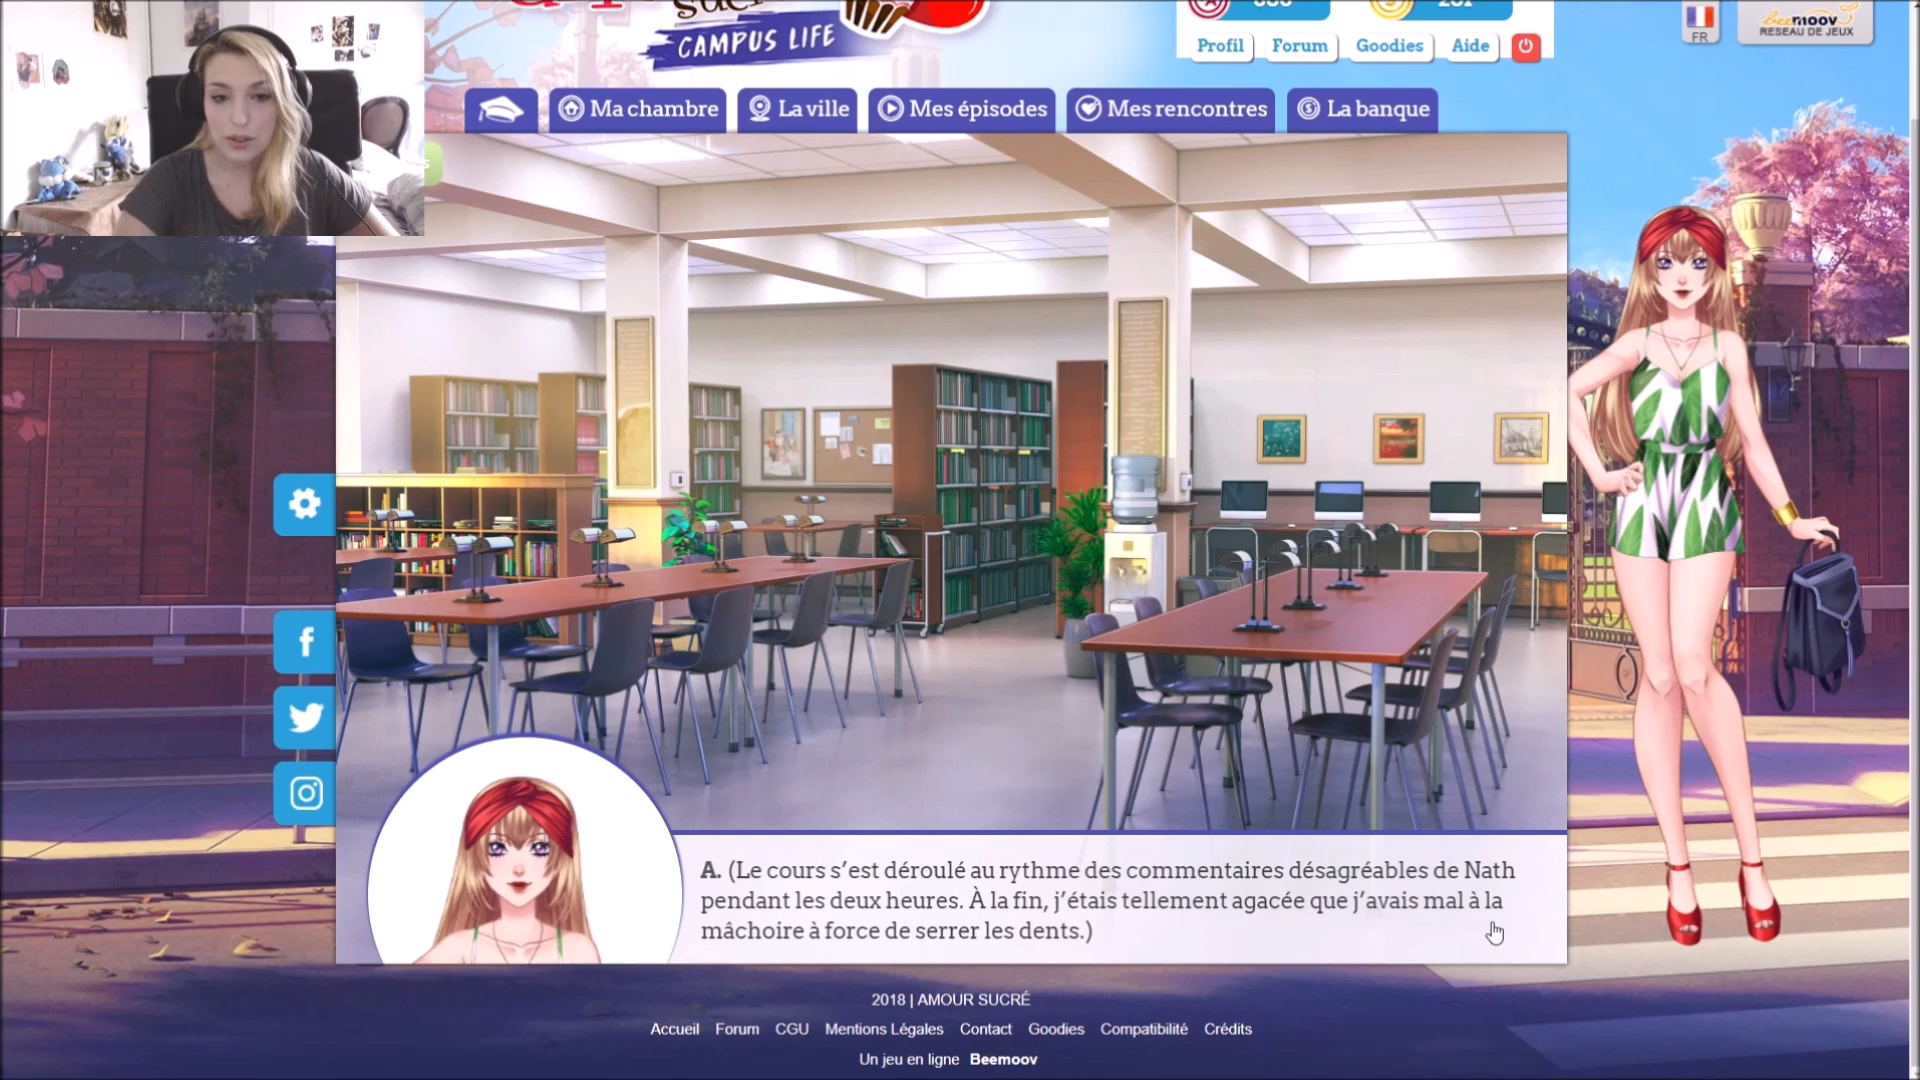 CAMPUS LIFE
Profil Forum Goodies Aide
FR
beemoov
RESEAU DE JEUX
Ma chambre La ville Mes épisodes Mes rencontres La banque
A. (Le cours s’est déroulé au rythme des commentaires désagréables de Nath
pendant les deux heures. À la fin, j’étais tellement agacée que j’avais mal à la
mâchoire à force de serrer les dents.)
2018 | AMOUR SUCRÉ
Accueil Forum CGU Mentions Légales Contact Goodies Compatibilité Crédits
Un jeu en ligne Beemoov